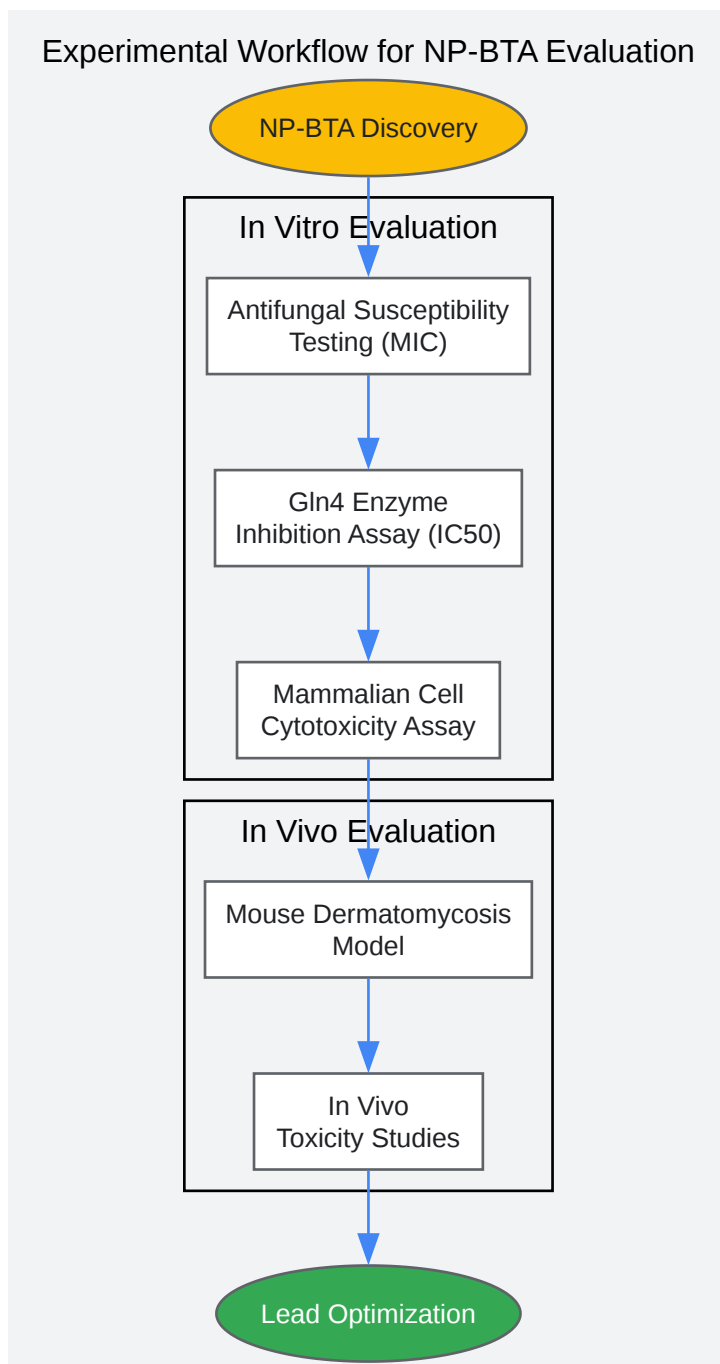 Experimental Workflow for NP-BTA Evaluation
NP-BTA Discovery
In Vitro Evaluation
Antifungal Susceptibility
Testing (MIC)
Gln4 Enzyme
Inhibition Assay (IC50)
Mammalian Cell
Cytotoxicity Assay
In Vivo Evaluation
Mouse Dermatomycosis
Model
In Vivo
Toxicity Studies
Lead Optimization